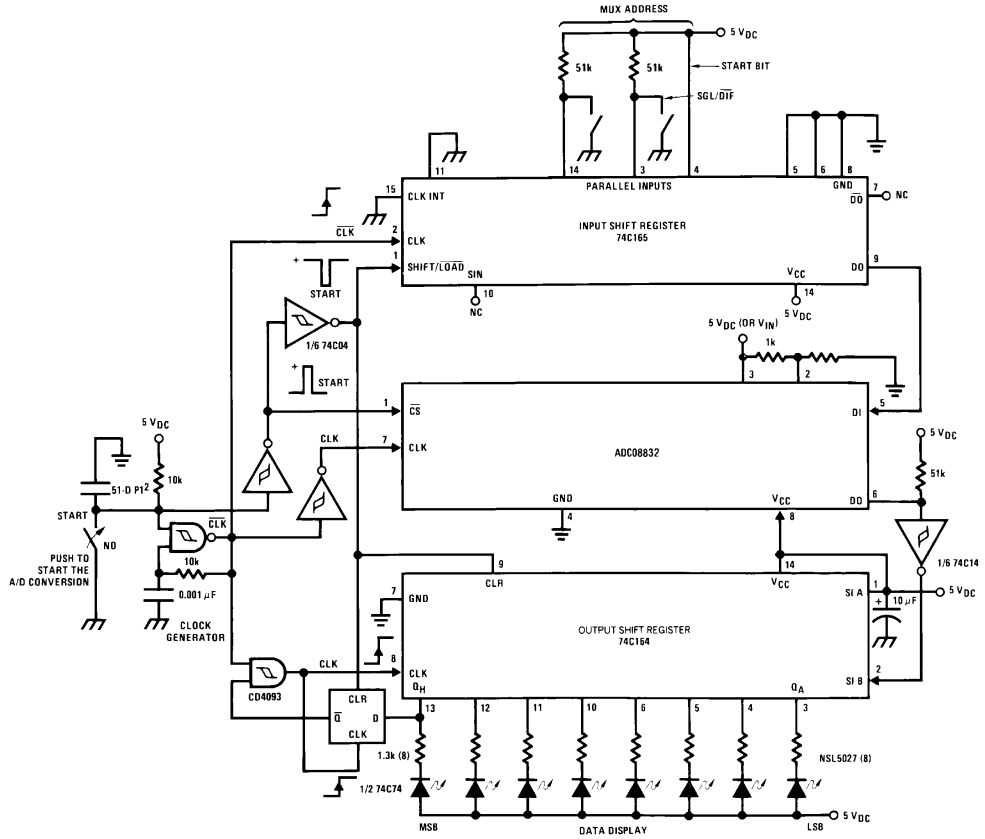 MUX ADDRESS
5 VDC
51k
51k
START BIT
SGL/DIF
11
14
3
4
5
6
8
PARALLEL INPUTS
GND
15
CLK INT
7
DO
NC
INPUT SHIFT REGISTER
74C165
CLK
2
CLK
1
SHIFT/LOAD
9
DO
SIN
VCC
+
START
10
NC
14
5 VDC
1/6 74C04
5 VDC (OR VIN)
1k
+
START
3
2
1
CS
5
DI
CLK
7
CLK
ADC08832
5 VDC
5 VDC
10k
51-D P1²
51k
GND
4
VCC
8
6
DO
START
CLK
NO
PUSH TO
START THE
A/D CONVERSION
10k
0.001 µF
CLOCK
GENERATOR
1/6 74C14
9
CLR
14
VCC
7
GND
1
SI A
5 VDC
+
10 µF
OUTPUT SHIFT REGISTER
74C164
CLK
8
CLK
2
SI B
CD4093
QH
QA
CLR
Q
D
CLK
13
12
11
10
6
5
4
3
1.3k (8)
NSL5027 (8)
1/2 74C74
MSB
DATA DISPLAY
LSB
5 VDC